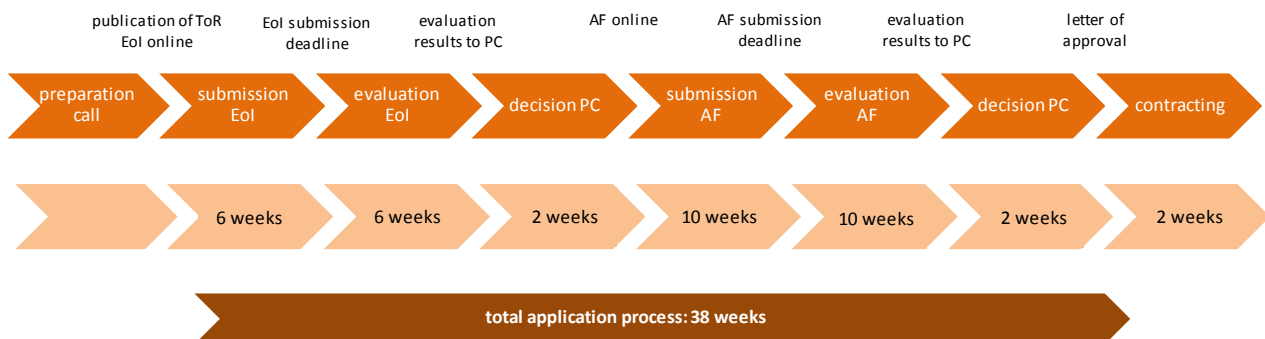 publication of ToR
EoI online
EoI submission
deadline
evaluation
results to PC
AF online
AF submission
deadline
evaluation
results to PC
letter of
approval
preparation
call
submission
EoI
evaluation
EoI
decision PC
submission
AF
evaluation
AF
decision PC
contracting
6 weeks
6 weeks
2 weeks
10 weeks
10 weeks
2 weeks
2 weeks
total application process: 38 weeks